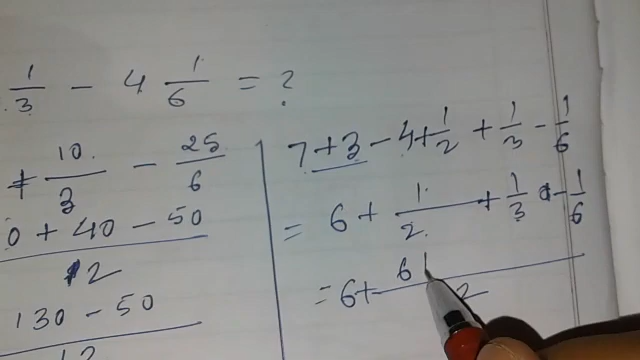 1/3 - 4 1/6 = ?
+ 10/3 - 25/6
0 + 40 - 50
12
130 - 50
12
7 + 3 - 4 + 1/2 + 1/3 - 1/6
= 6 + 1/2 + 1/3 - 1/6
= 6 + 6
2